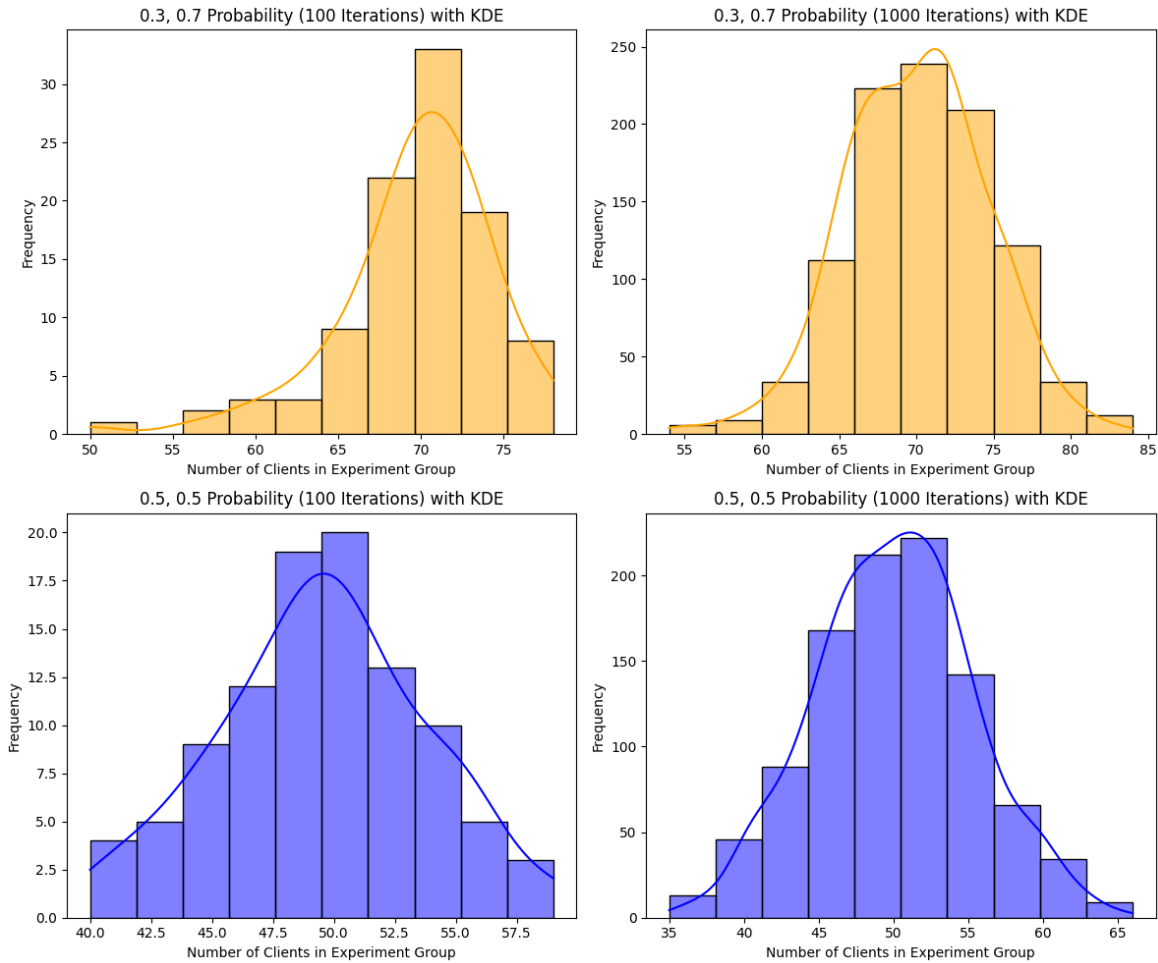 0.3, 0.7 Probability (100 Iterations) with KDE
30
25
20
15
10
5
0
Frequency
50 55 60 65 70 75
Number of Clients in Experiment Group
0.3, 0.7 Probability (1000 Iterations) with KDE
250
200
150
100
50
0
Frequency
55 60 65 70 75 80 85
Number of Clients in Experiment Group
0.5, 0.5 Probability (100 Iterations) with KDE
20.0
17.5
15.0
12.5
10.0
7.5
5.0
2.5
0.0
Frequency
40.0 42.5 45.0 47.5 50.0 52.5 55.0 57.5
Number of Clients in Experiment Group
0.5, 0.5 Probability (1000 Iterations) with KDE
200
150
100
50
0
Frequency
35 40 45 50 55 60 65
Number of Clients in Experiment Group